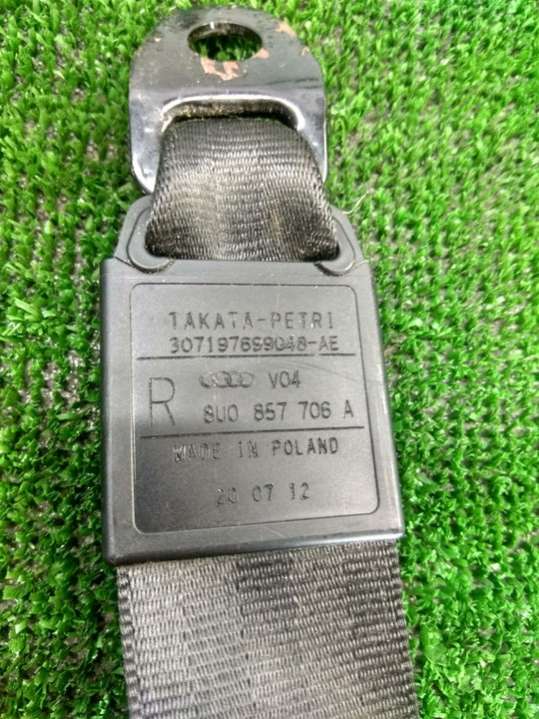 TAKATA-PETRI
307197699048-AE
R V04
8U0 857 706 A
MADE IN POLAND
20 07 12